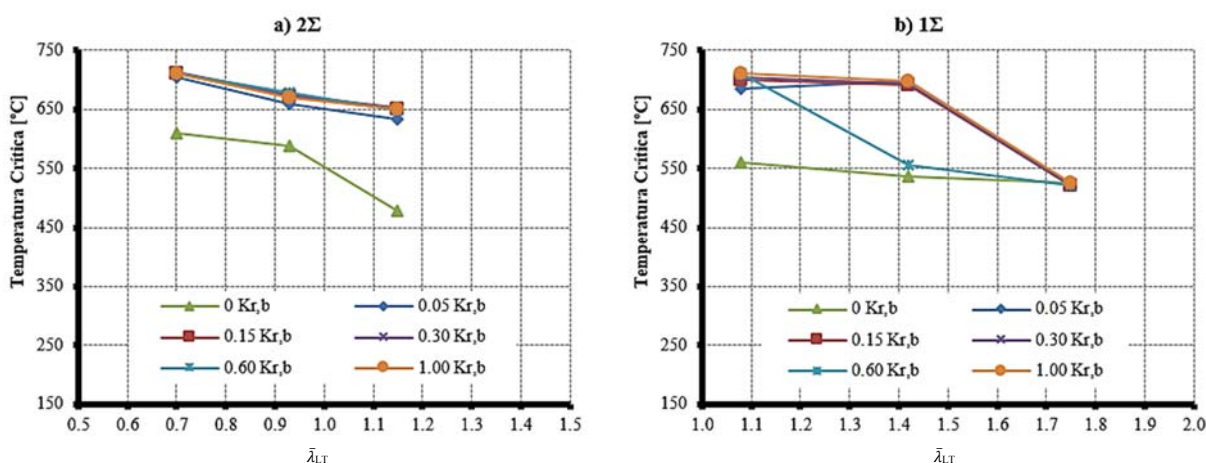 a) 2Σ
Temperatura Crítica [°C]
750
650
550
450
350
250
150
0 Kr,b
0.05 Kr,b
0.15 Kr,b
0.30 Kr,b
0.60 Kr,b
1.00 Kr,b
0.5 0.6 0.7 0.8 0.9 1.0 1.1 1.2 1.3 1.4 1.5
λ̄LT
b) 1Σ
Temperatura Crítica [°C]
750
650
550
450
350
250
150
0 Kr,b
0.05 Kr,b
0.15 Kr,b
0.30 Kr,b
0.60 Kr,b
1.00 Kr,b
1.0 1.1 1.2 1.3 1.4 1.5 1.6 1.7 1.8 1.9 2.0
λ̄LT